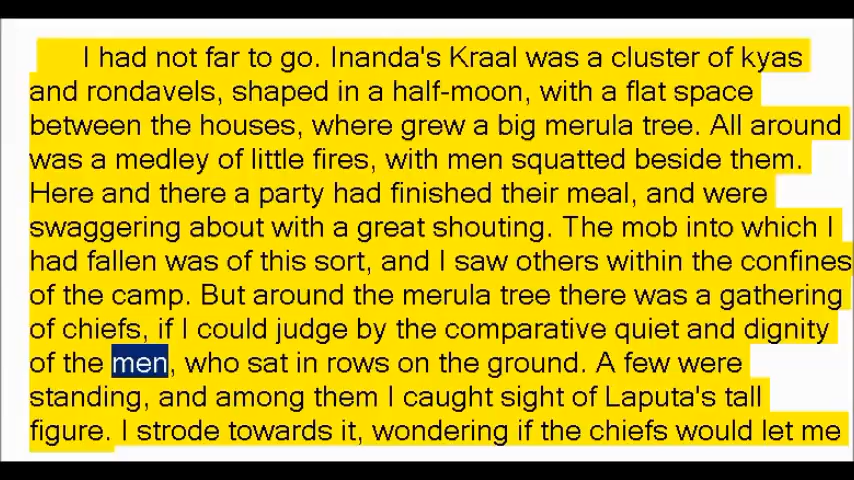 I had not far to go. Inanda's Kraal was a cluster of kyas
and rondavels, shaped in a half-moon, with a flat space
between the houses, where grew a big merula tree. All around
was a medley of little fires, with men squatted beside them.
Here and there a party had finished their meal, and were
swaggering about with a great shouting. The mob into which I
had fallen was of this sort, and I saw others within the confines
of the camp. But around the merula tree there was a gathering
of chiefs, if I could judge by the comparative quiet and dignity
of the men, who sat in rows on the ground. A few were
standing, and among them I caught sight of Laputa's tall
figure. I strode towards it, wondering if the chiefs would let me